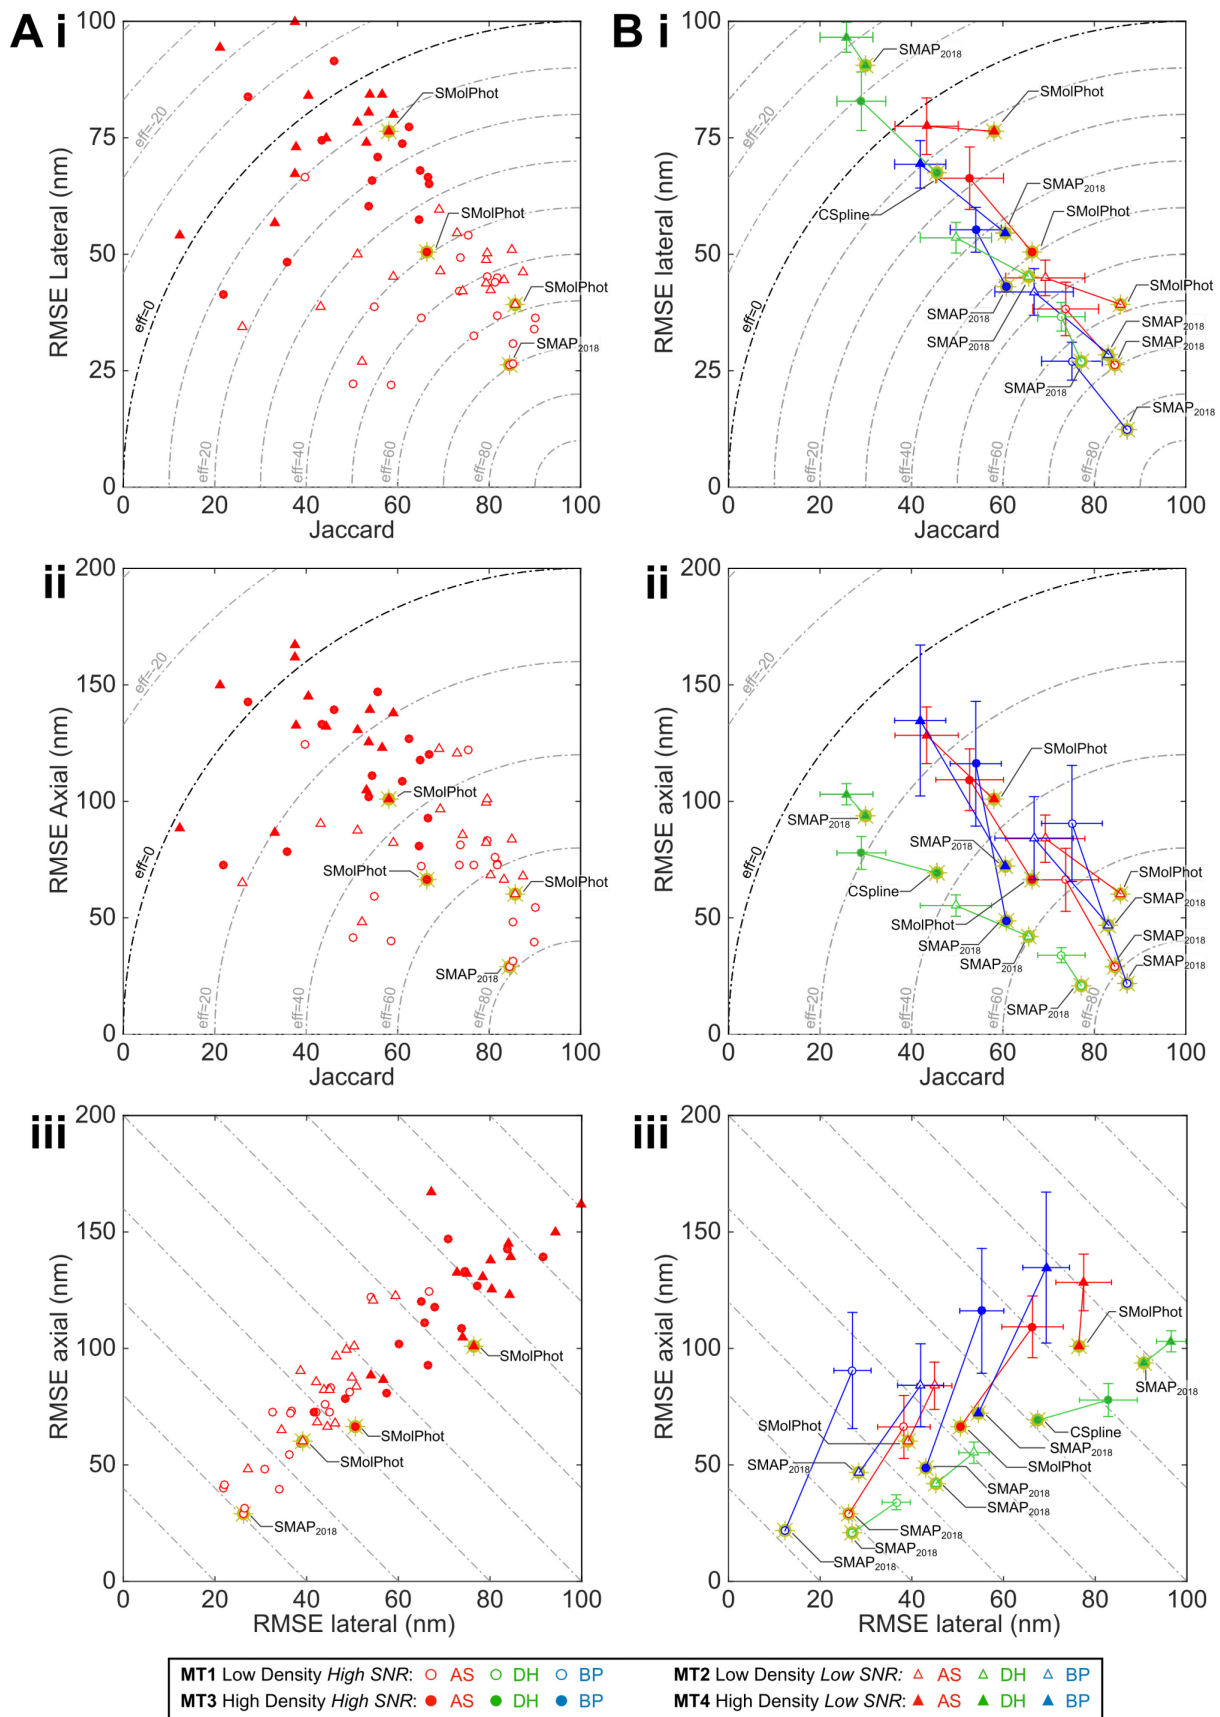 A i
100
75
50
25
0
RMSE Lateral (nm)
eff=-20
eff=0
eff=20
eff=40
eff=60
eff=80
SMolPhot
SMolPhot
SMolPhot
SMAP2018
0 20 40 60 80 100
Jaccard
B i
100
75
50
25
0
RMSE lateral (nm)
eff=-20
eff=0
eff=20
eff=40
eff=60
eff=80
SMAP2018
SMolPhot
SMAP2018
CSpline
SMolPhot
SMolPhot
SMAP2018
SMAP2018
SMAP2018
SMAP2018
SMAP2018
SMAP2018
0 20 40 60 80 100
Jaccard
ii
200
150
100
50
0
RMSE Axial (nm)
eff=-20
eff=0
eff=20
eff=40
eff=60
eff=80
SMolPhot
SMolPhot
SMolPhot
SMAP2018
0 20 40 60 80 100
Jaccard
ii
200
150
100
50
0
RMSE axial (nm)
eff=-20
eff=0
eff=20
eff=40
eff=60
eff=80
SMolPhot
SMAP2018
SMAP2018
CSpline
SMolPhot
SMolPhot
SMAP2018
SMAP2018
SMAP2018
SMAP2018
SMAP2018
SMAP2018
0 20 40 60 80 100
Jaccard
iii
200
150
100
50
0
RMSE axial (nm)
SMolPhot
SMolPhot
SMolPhot
SMAP2018
0 20 40 60 80 100
RMSE lateral (nm)
iii
200
150
100
50
0
RMSE axial (nm)
SMolPhot
SMAP2018
SMolPhot
CSpline
SMAP2018
SMAP2018
SMolPhot
SMAP2018
SMAP2018
SMAP2018
SMAP2018
SMAP2018
0 20 40 60 80 100
RMSE lateral (nm)
MT1 Low Density High SNR: AS DH BP MT2 Low Density Low SNR: AS DH BP
MT3 High Density High SNR: AS DH BP MT4 High Density Low SNR: AS DH BP